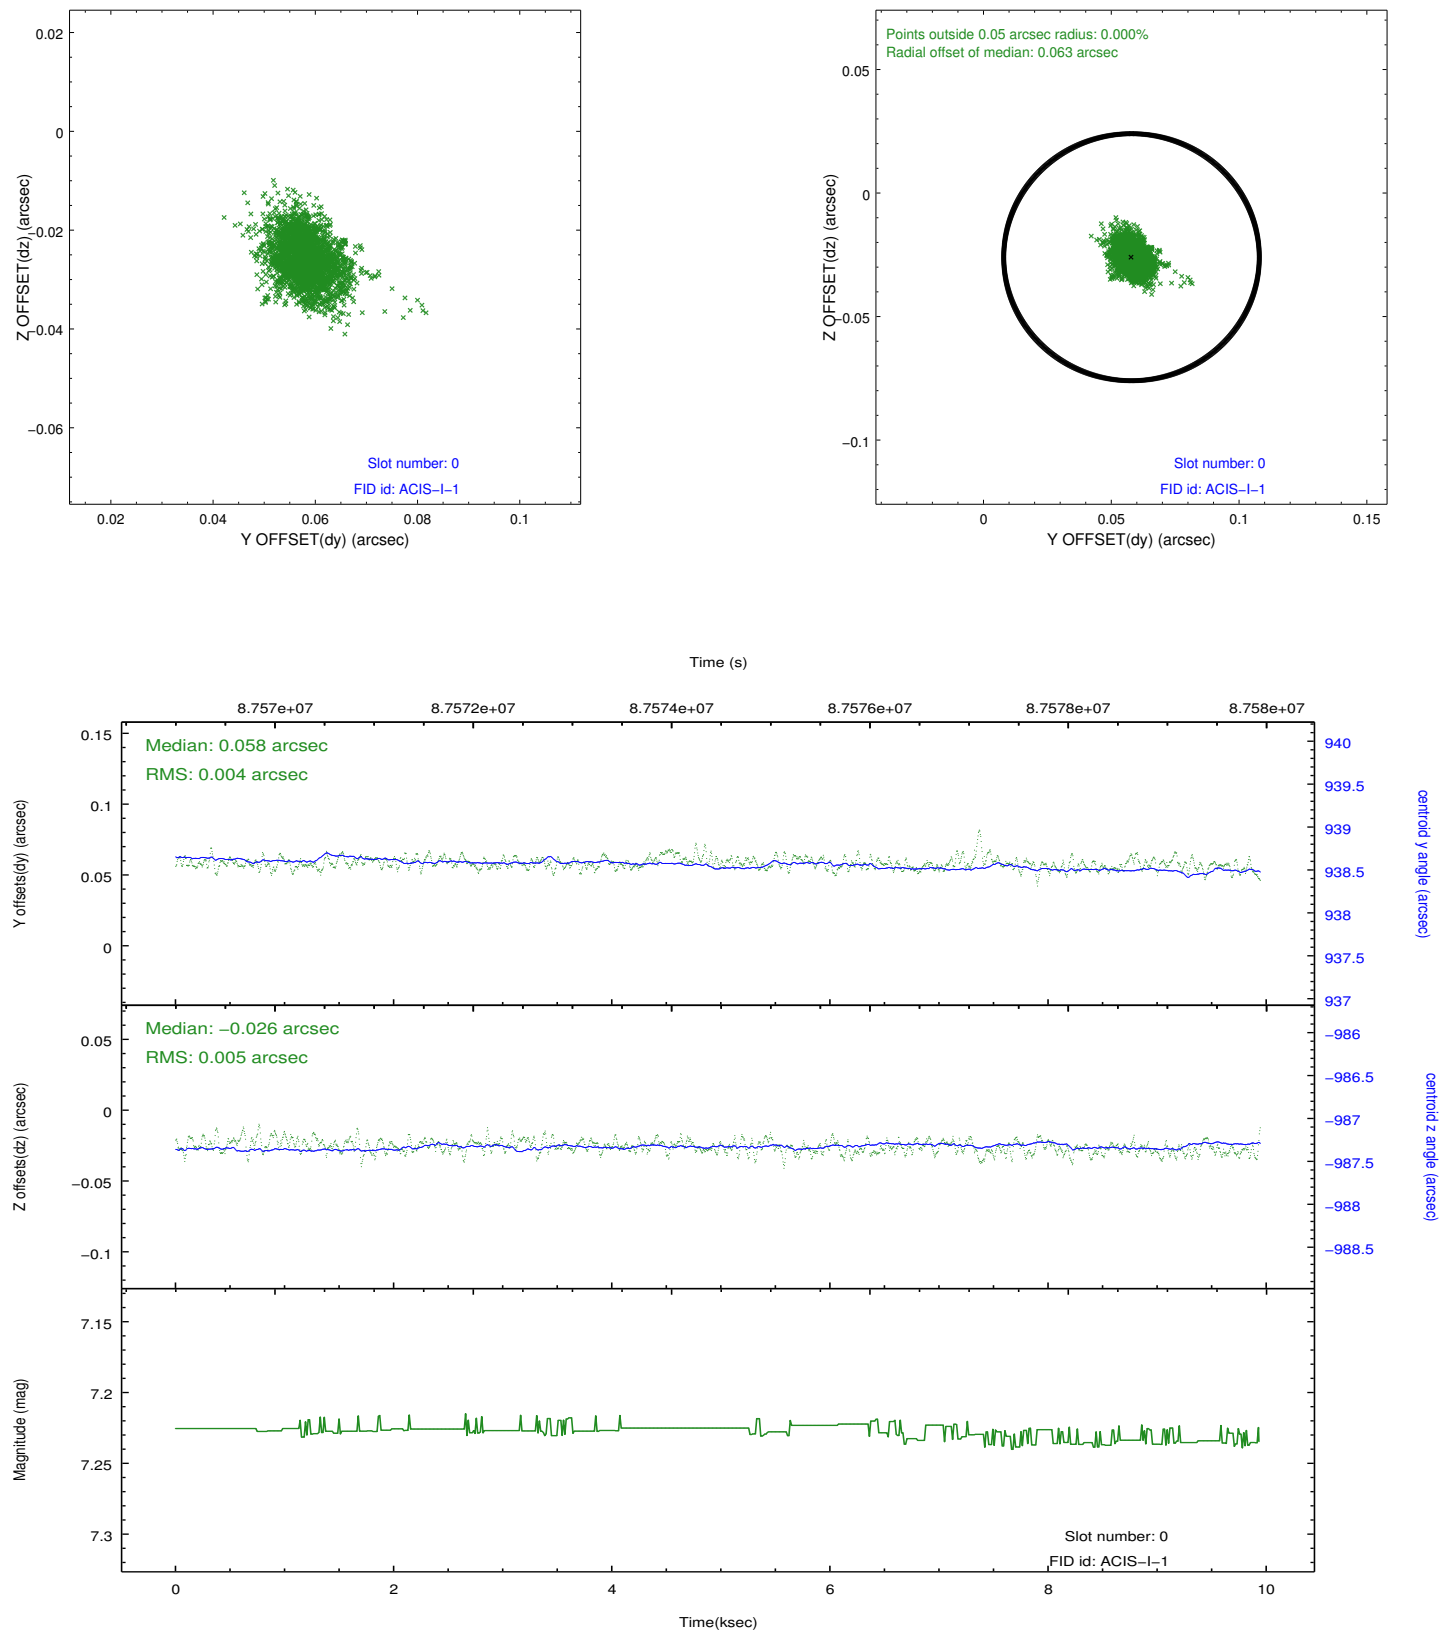 0.02
0
−0.02
−0.04
−0.06
Z OFFSET(dz) (arcsec)
Slot number: 0
FID id: ACIS−I−1
0.02
0.04
0.06
0.08
0.1
Y OFFSET(dy) (arcsec)
Points outside 0.05 arcsec radius: 0.000%
Radial offset of median: 0.063 arcsec
0.05
0
−0.05
−0.1
Z OFFSET(dz) (arcsec)
Slot number: 0
FID id: ACIS−I−1
0
0.05
0.1
0.15
Y OFFSET(dy) (arcsec)
Time (s)
8.757e+07
8.7572e+07
8.7574e+07
8.7576e+07
8.7578e+07
8.758e+07
Median: 0.058 arcsec
RMS: 0.004 arcsec
0.15
0.1
0.05
0
Y offsets(dy) (arcsec)
940
939.5
939
938.5
938
937.5
937
centroid y angle (arcsec)
Median: −0.026 arcsec
RMS: 0.005 arcsec
0.05
0
−0.05
−0.1
Z offsets(dz) (arcsec)
−986
−986.5
−987
−987.5
−988
−988.5
centroid z angle (arcsec)
7.15
7.2
7.25
7.3
Magnitude (mag)
Slot number: 0
FID id: ACIS−I−1
0
2
4
6
8
10
Time(ksec)